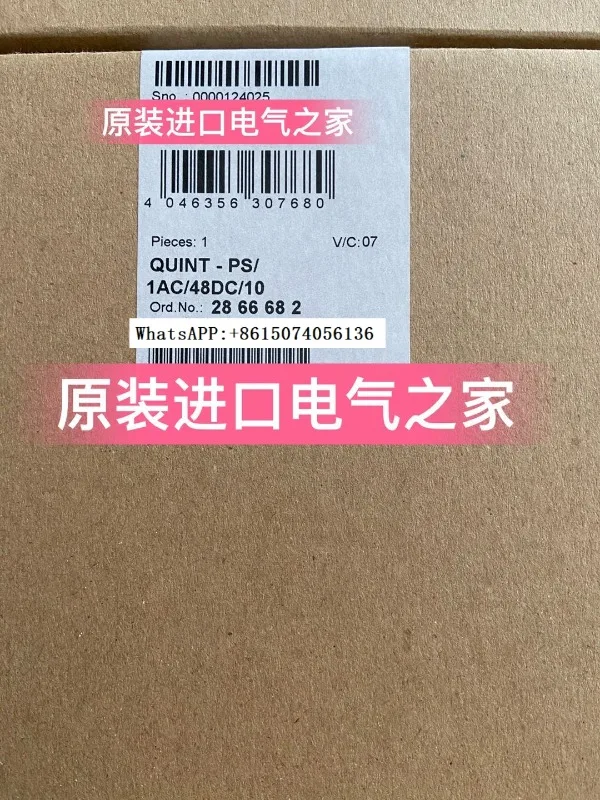 Sno.: 0000124025
原装进口电气之家
4 046356 307680
Pieces: 1 V/C:07
QUINT - PS/
1AC/48DC/10
Ord.No.: 28 66 68 2
WhatsAPP:+8615074056136
原装进口电气之家